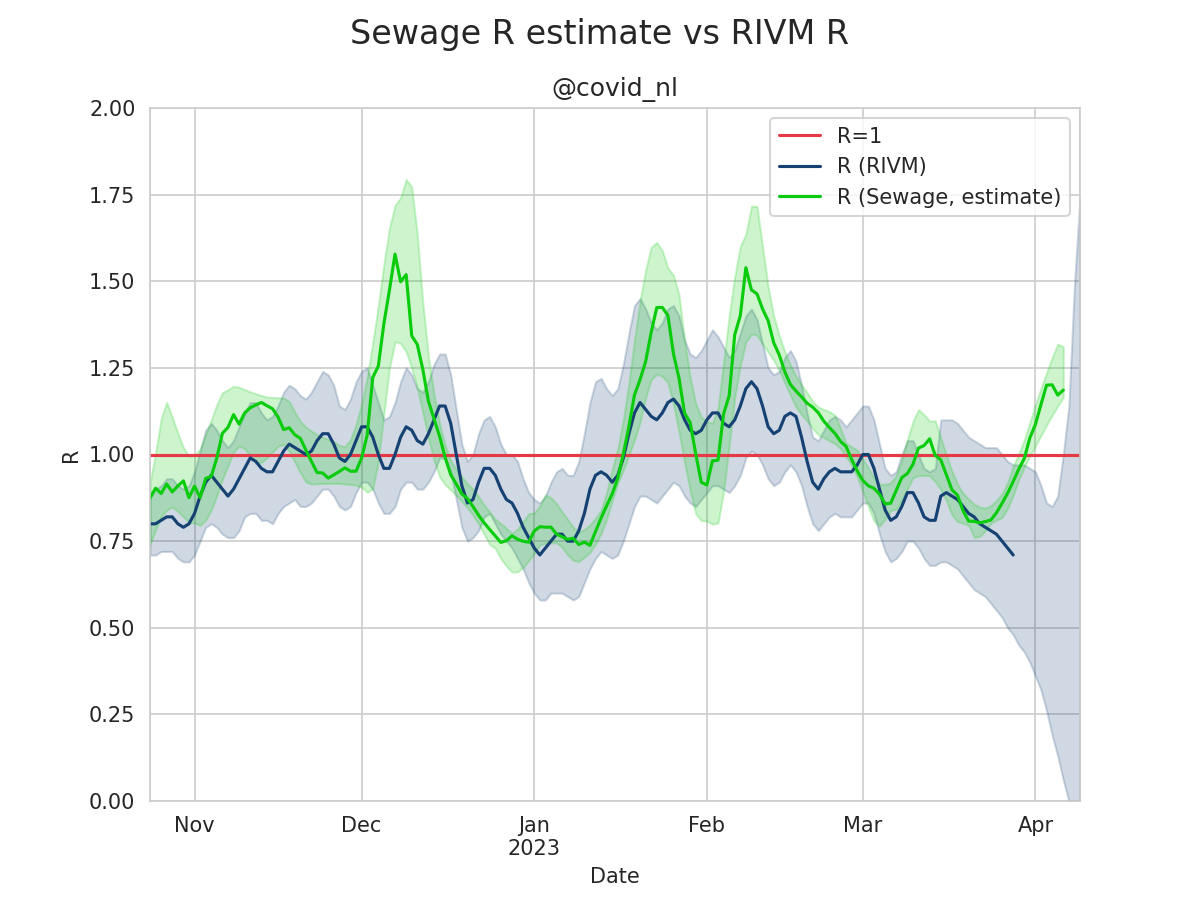 Sewage R estimate vs RIVM R
@covid_nl
2.00
1.75
1.50
1.25
1.00
0.75
0.50
0.25
0.00
R
R=1
R (RIVM)
R (Sewage, estimate)
Nov
Dec
Jan
2023
Feb
Mar
Apr
Date